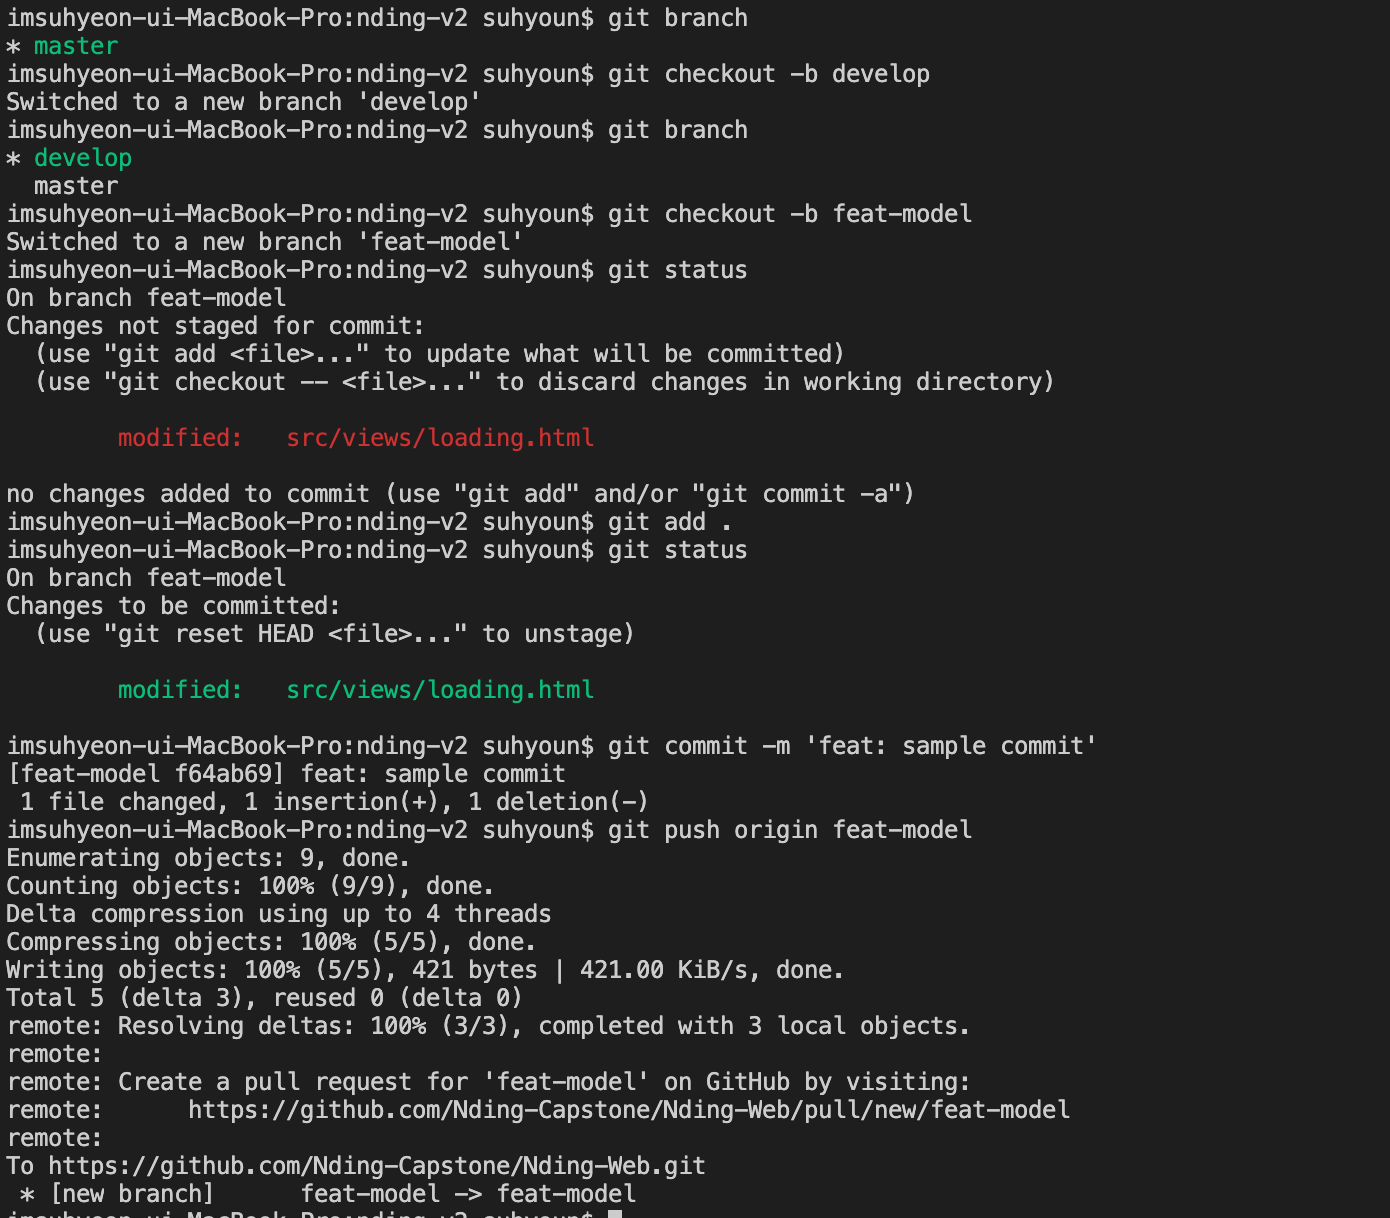 imsuhyeon-ui-MacBook-Pro:nding-v2 suhyoun$ git branch
* master
imsuhyeon-ui-MacBook-Pro:nding-v2 suhyoun$ git checkout -b develop
Switched to a new branch 'develop'
imsuhyeon-ui-MacBook-Pro:nding-v2 suhyoun$ git branch
* develop
  master
imsuhyeon-ui-MacBook-Pro:nding-v2 suhyoun$ git checkout -b feat-model
Switched to a new branch 'feat-model'
imsuhyeon-ui-MacBook-Pro:nding-v2 suhyoun$ git status
On branch feat-model
Changes not staged for commit:
  (use "git add <file>..." to update what will be committed)
  (use "git checkout -- <file>..." to discard changes in working directory)
        modified:   src/views/loading.html
no changes added to commit (use "git add" and/or "git commit -a")
imsuhyeon-ui-MacBook-Pro:nding-v2 suhyoun$ git add .
imsuhyeon-ui-MacBook-Pro:nding-v2 suhyoun$ git status
On branch feat-model
Changes to be committed:
  (use "git reset HEAD <file>..." to unstage)
        modified:   src/views/loading.html
imsuhyeon-ui-MacBook-Pro:nding-v2 suhyoun$ git commit -m 'feat: sample commit'
[feat-model f64ab69] feat: sample commit
 1 file changed, 1 insertion(+), 1 deletion(-)
imsuhyeon-ui-MacBook-Pro:nding-v2 suhyoun$ git push origin feat-model
Enumerating objects: 9, done.
Counting objects: 100% (9/9), done.
Delta compression using up to 4 threads
Compressing objects: 100% (5/5), done.
Writing objects: 100% (5/5), 421 bytes | 421.00 KiB/s, done.
Total 5 (delta 3), reused 0 (delta 0)
remote: Resolving deltas: 100% (3/3), completed with 3 local objects.
remote:
remote: Create a pull request for 'feat-model' on GitHub by visiting:
remote:      https://github.com/Nding-Capstone/Nding-Web/pull/new/feat-model
remote:
To https://github.com/Nding-Capstone/Nding-Web.git
 * [new branch]      feat-model -> feat-model
imsuhyeon-ui-MacBook-Pro:nding-v2 suhyoun$